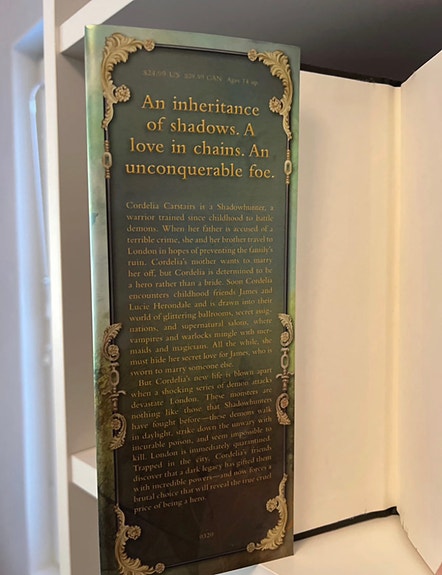 $24.99 US $28.99 CAN Ages 14 up
An inheritance
of shadows. A
love in chains. An
unconquerable foe.
Cordelia Carstairs is a Shadowhunter, a
warrior trained since childhood to battle
demons. When her father is accused of a
terrible crime, she and her brother travel to
London in hopes of preventing the family's
ruin. Cordelia's mother wants to marry
her off, but Cordelia is determined to be
a hero rather than a bride. Soon Cordelia
encounters childhood friends James and
Lucie Herondale and is drawn into their
world of glittering ballrooms, secret assig-
nations, and supernatural salons, where
vampires and warlocks mingle with mer-
maids and magicians. All the while, she
must hide her secret love for James, who is
sworn to marry someone else.
But Cordelia's new life is blown apart
when a shocking series of demon attacks
devastate London. These monsters are
nothing like those that Shadowhunters
have fought before—these demons walk
in daylight, strike down the unwary with
incurable poison, and seem impossible to
kill. London is immediately quarantined.
Trapped in the city, Cordelia's friends
discover that a dark legacy has gifted them
with incredible powers—and now forces a
brutal choice that will reveal the true cruel
price of being a hero.
0320